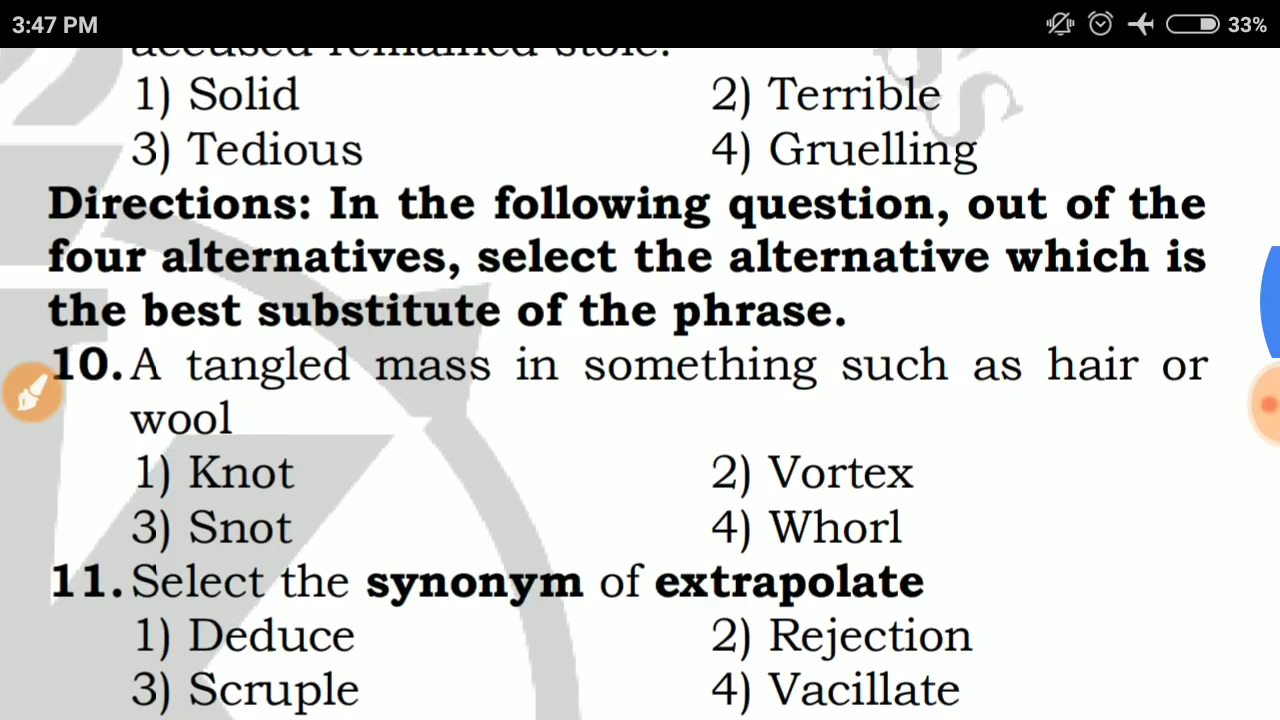 3:47 PM 33%
accused remained stole.
1) Solid 2) Terrible
3) Tedious 4) Gruelling
Directions: In the following question, out of the
four alternatives, select the alternative which is
the best substitute of the phrase.
10. A tangled mass in something such as hair or
wool
1) Knot 2) Vortex
3) Snot 4) Whorl
11. Select the synonym of extrapolate
1) Deduce 2) Rejection
3) Scruple 4) Vacillate